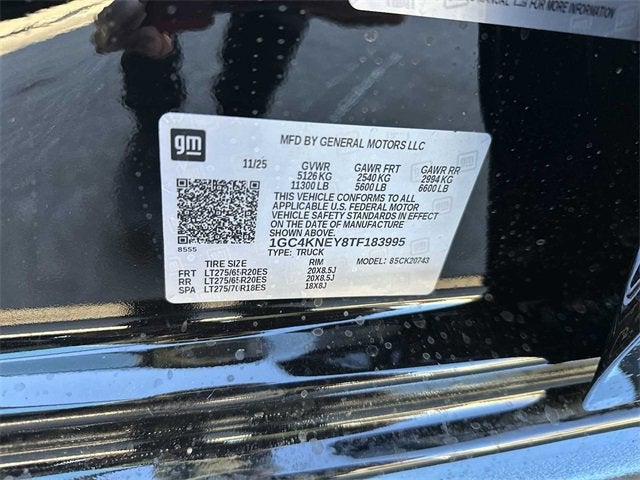 MANUAL FOR MORE INFORMATION
gm
MFD BY GENERAL MOTORS LLC
11/25 GVWR GAWR FRT GAWR RR
5126 KG 2540 KG 2994 KG
11300 LB 5600 LB 6600 LB
THIS VEHICLE CONFORMS TO ALL
APPLICABLE U.S. FEDERAL MOTOR
VEHICLE SAFETY STANDARDS IN EFFECT
ON THE DATE OF MANUFACTURE
SHOWN ABOVE.
8555 1GC4KNEY8TF183995
TYPE: TRUCK MODEL: 85CK20743
TIRE SIZE RIM
FRT LT275/65R20ES 20X8.5J
RR LT275/65R20ES 20X8.5J
SPA LT275/70R18ES 18X8J